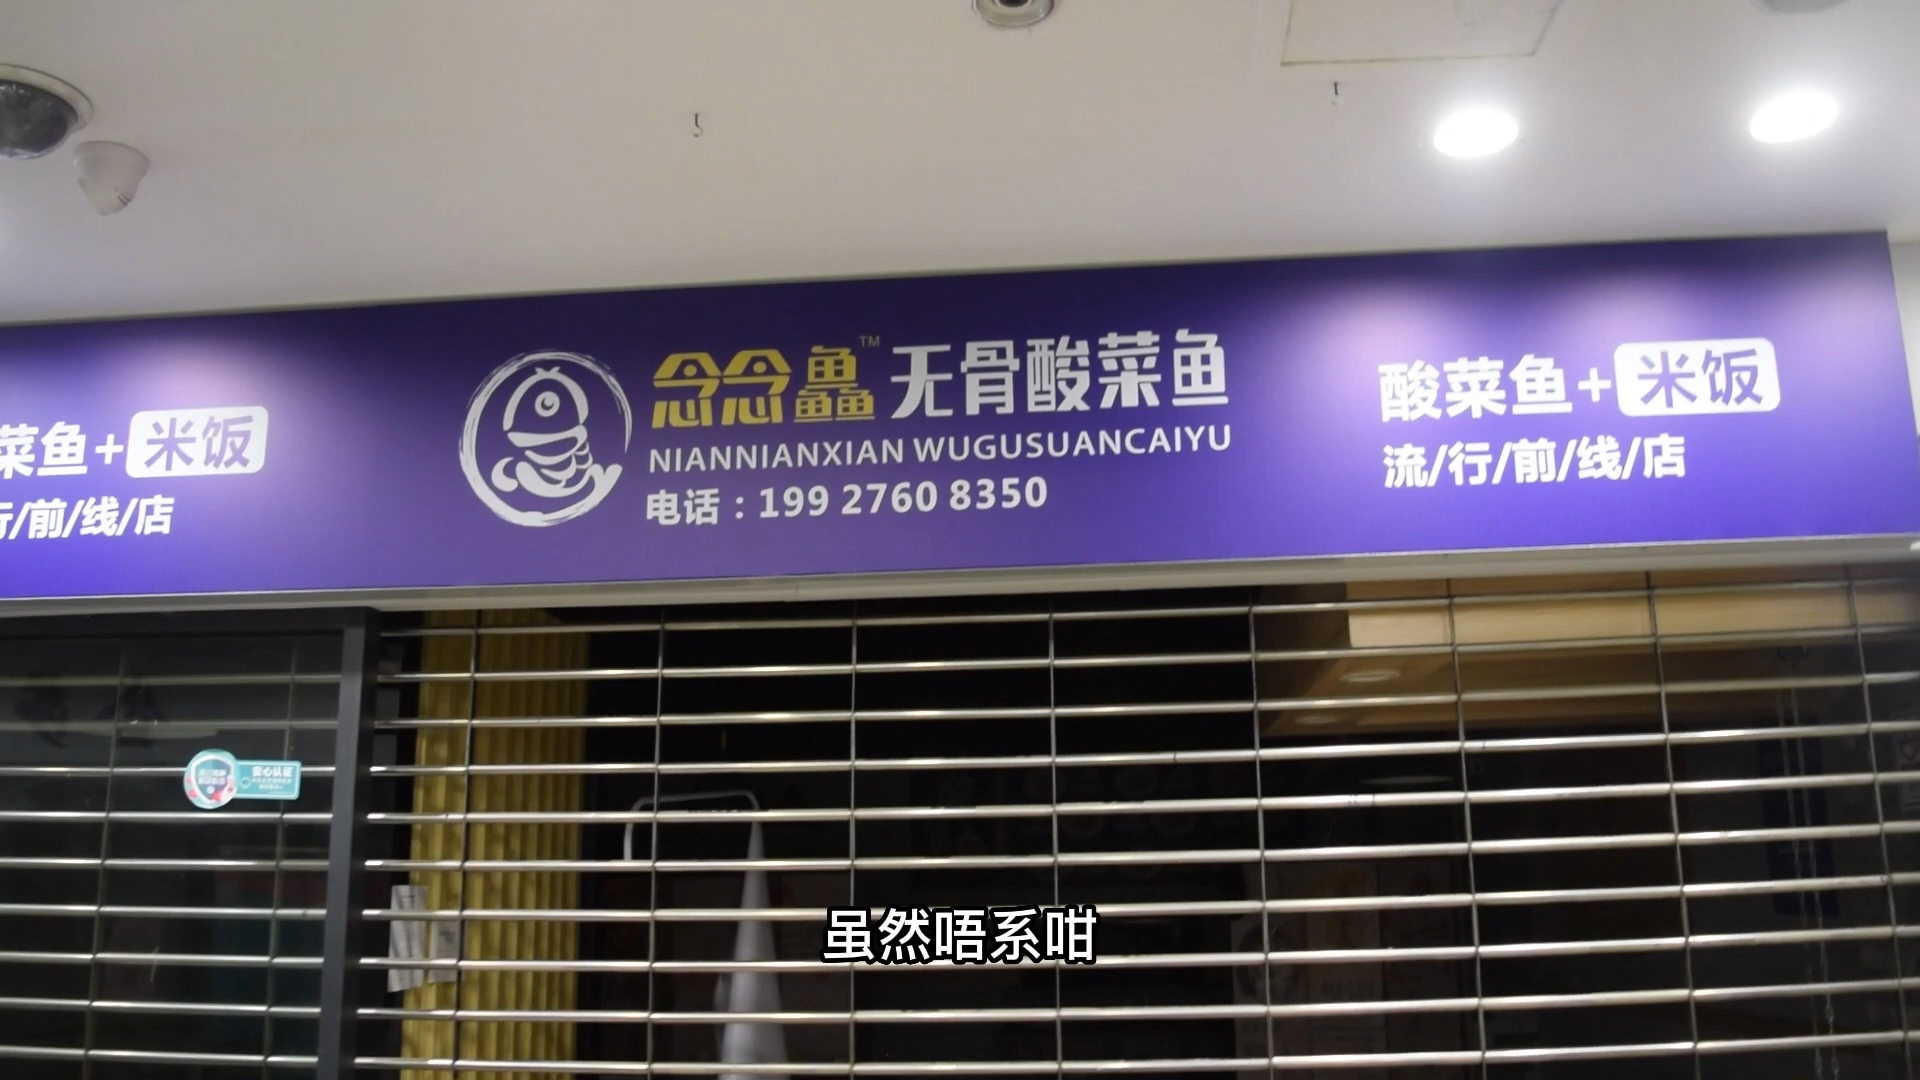 念念鱻™无骨酸菜鱼
NIANNIANXIAN WUGUSUANCAIYU
电话：199 2760 8350
酸菜鱼+米饭
流/行/前/线/店
菜鱼+米饭
行/前/线/店
安心认证
虽然唔系咁